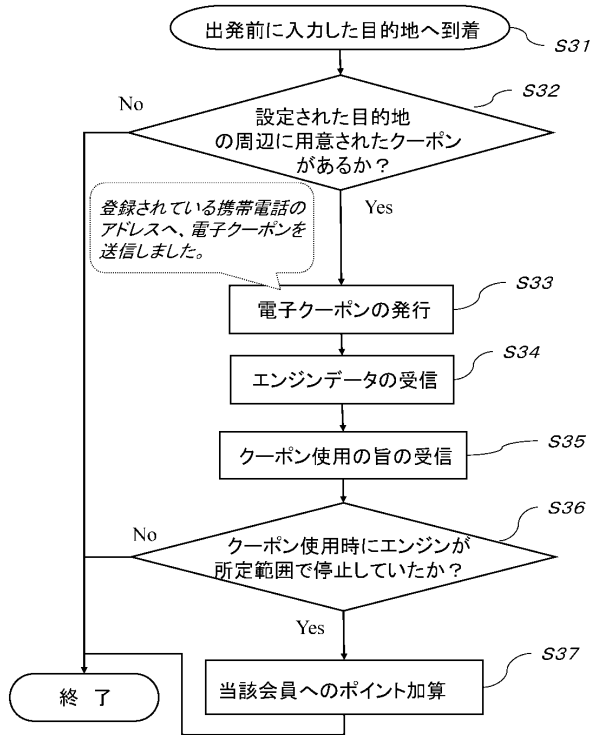 出発前に入力した目的地へ到着
S31
S32
No
設定された目的地
の周辺に用意されたクーポン
があるか？
Yes
登録されている携帯電話の
アドレスへ、電子クーポンを
送信しました。
S33
電子クーポンの発行
S34
エンジンデータの受信
S35
クーポン使用の旨の受信
S36
No
クーポン使用時にエンジンが
所定範囲で停止していたか？
Yes
S37
当該会員へのポイント加算
終 了